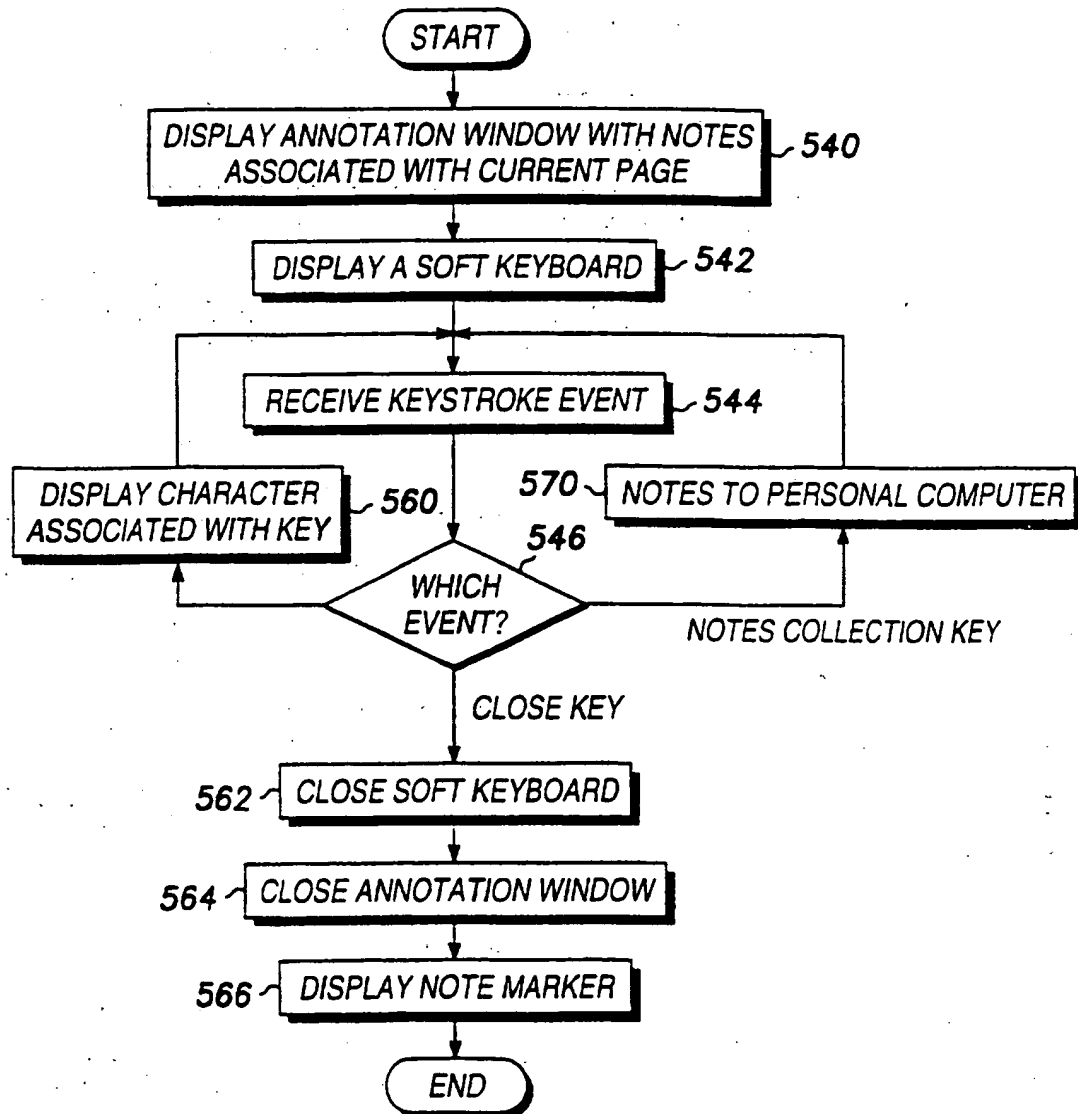 START
DISPLAY ANNOTATION WINDOW WITH NOTES
ASSOCIATED WITH CURRENT PAGE
540
DISPLAY A SOFT KEYBOARD
542
RECEIVE KEYSTROKE EVENT
544
DISPLAY CHARACTER
ASSOCIATED WITH KEY
560
570
NOTES TO PERSONAL COMPUTER
546
WHICH
EVENT?
NOTES COLLECTION KEY
CLOSE KEY
562
CLOSE SOFT KEYBOARD
564
CLOSE ANNOTATION WINDOW
566
DISPLAY NOTE MARKER
END